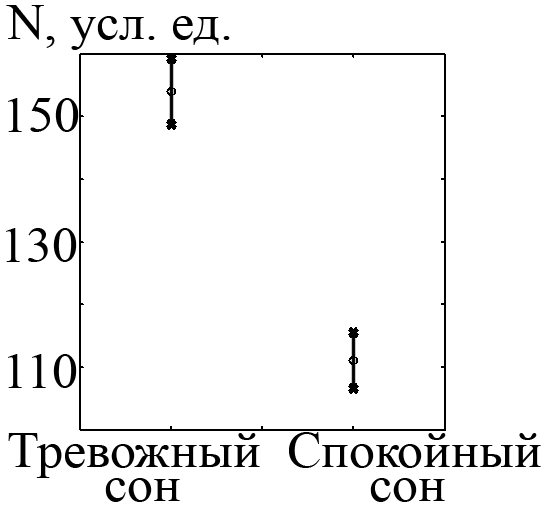 N, усл. ед.
150
130
110
Тревожный Спокойный
сон сон